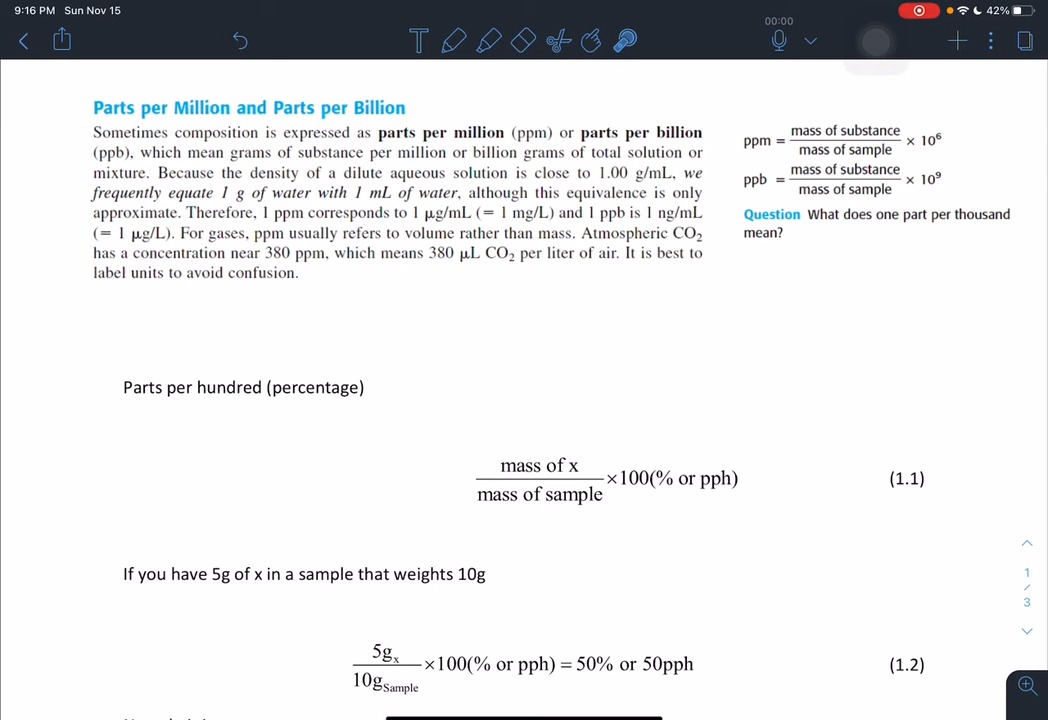 9:16 PM Sun Nov 15
42%
00:00
Parts per Million and Parts per Billion
Sometimes composition is expressed as parts per million (ppm) or parts per billion
(ppb), which mean grams of substance per million or billion grams of total solution or
mixture. Because the density of a dilute aqueous solution is close to 1.00 g/mL, we
frequently equate 1 g of water with 1 mL of water, although this equivalence is only
approximate. Therefore, 1 ppm corresponds to 1 μg/mL (= 1 mg/L) and 1 ppb is 1 ng/mL
(= 1 μg/L). For gases, ppm usually refers to volume rather than mass. Atmospheric CO₂
has a concentration near 380 ppm, which means 380 μL CO₂ per liter of air. It is best to
label units to avoid confusion.
ppm = mass of substance / mass of sample × 10⁶
ppb = mass of substance / mass of sample × 10⁹
Question What does one part per thousand
mean?
Parts per hundred (percentage)
mass of x / mass of sample ×100(% or pph) (1.1)
If you have 5g of x in a sample that weights 10g
5gₓ / 10g_Sample ×100(% or pph) = 50% or 50pph (1.2)
1
/
3